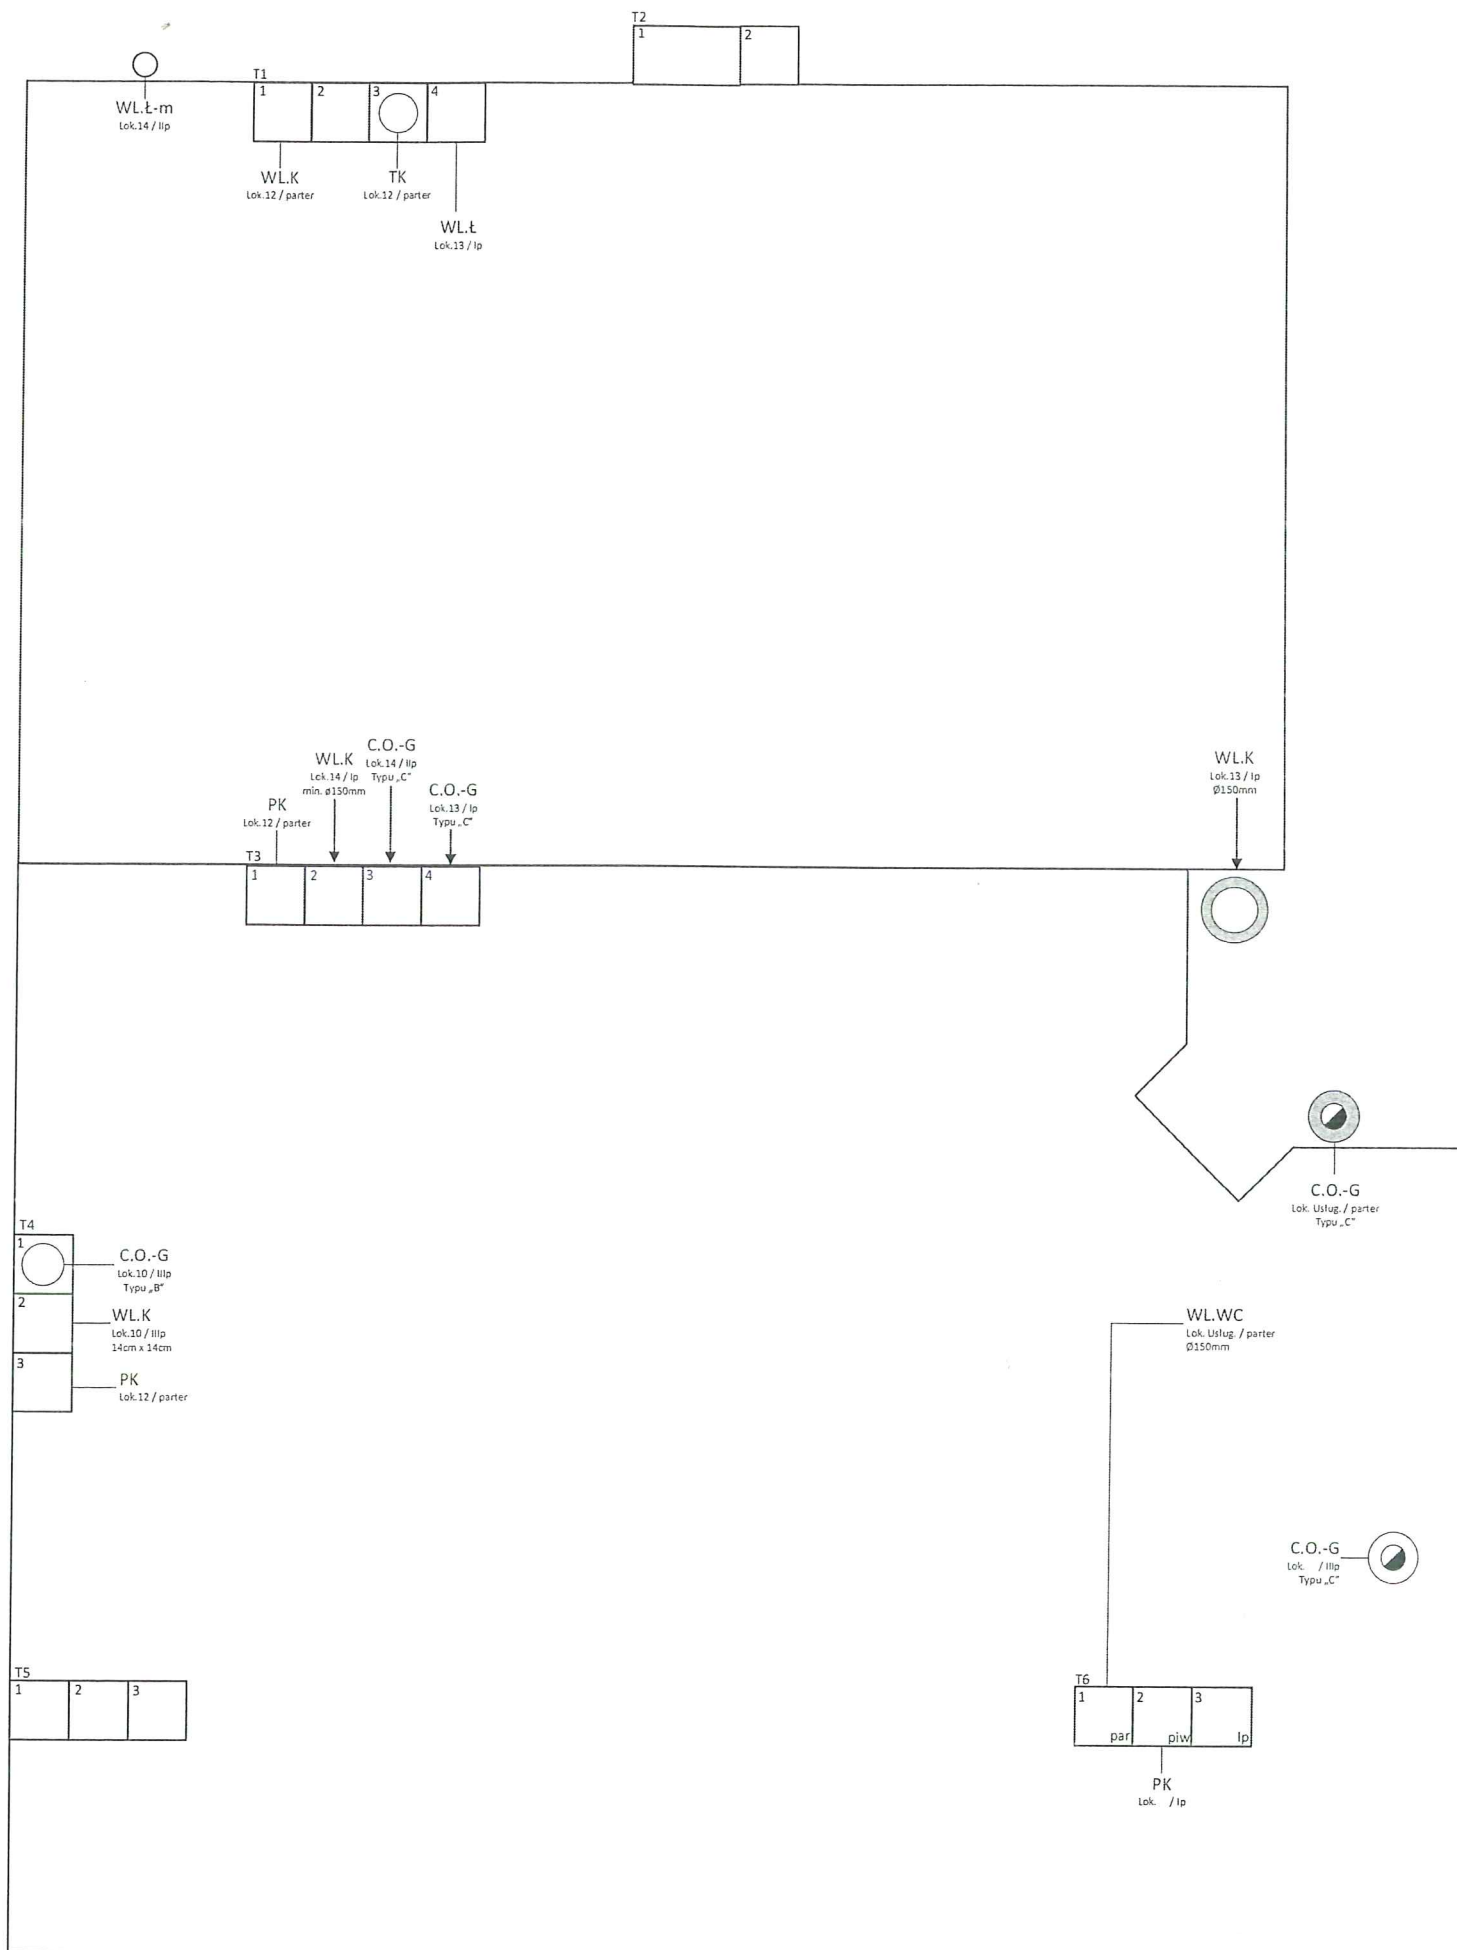 T2
1
2
T1
1
2
3
4
WL.Ł-m
Lok.14 / IIp
WL.K
Lok.12 / parter
TK
Lok.12 / parter
WL.Ł
Lok.13 / Ip
C.O.-G
Lok.14 / IIp
Typu „C"
WL.K
Lok.14 / Ip
min. ø150mm
C.O.-G
Lok.13 / Ip
Typu „C"
PK
Lok.12 / parter
WL.K
Lok.13 / Ip
Ø150mm
T3
1
2
3
4
C.O.-G
Lok. Usług. / parter
Typu „C"
T4
1
C.O.-G
Lok.10 / IIIp
Typu „B"
2
WL.K
Lok.10 / IIIp
14cm x 14cm
3
PK
Lok.12 / parter
WL.WC
Lok. Usług. / parter
Ø150mm
C.O.-G
Lok. / IIIp
Typu „C"
T5
1
2
3
T6
1
2
3
par
piw
Ip
PK
Lok. / Ip